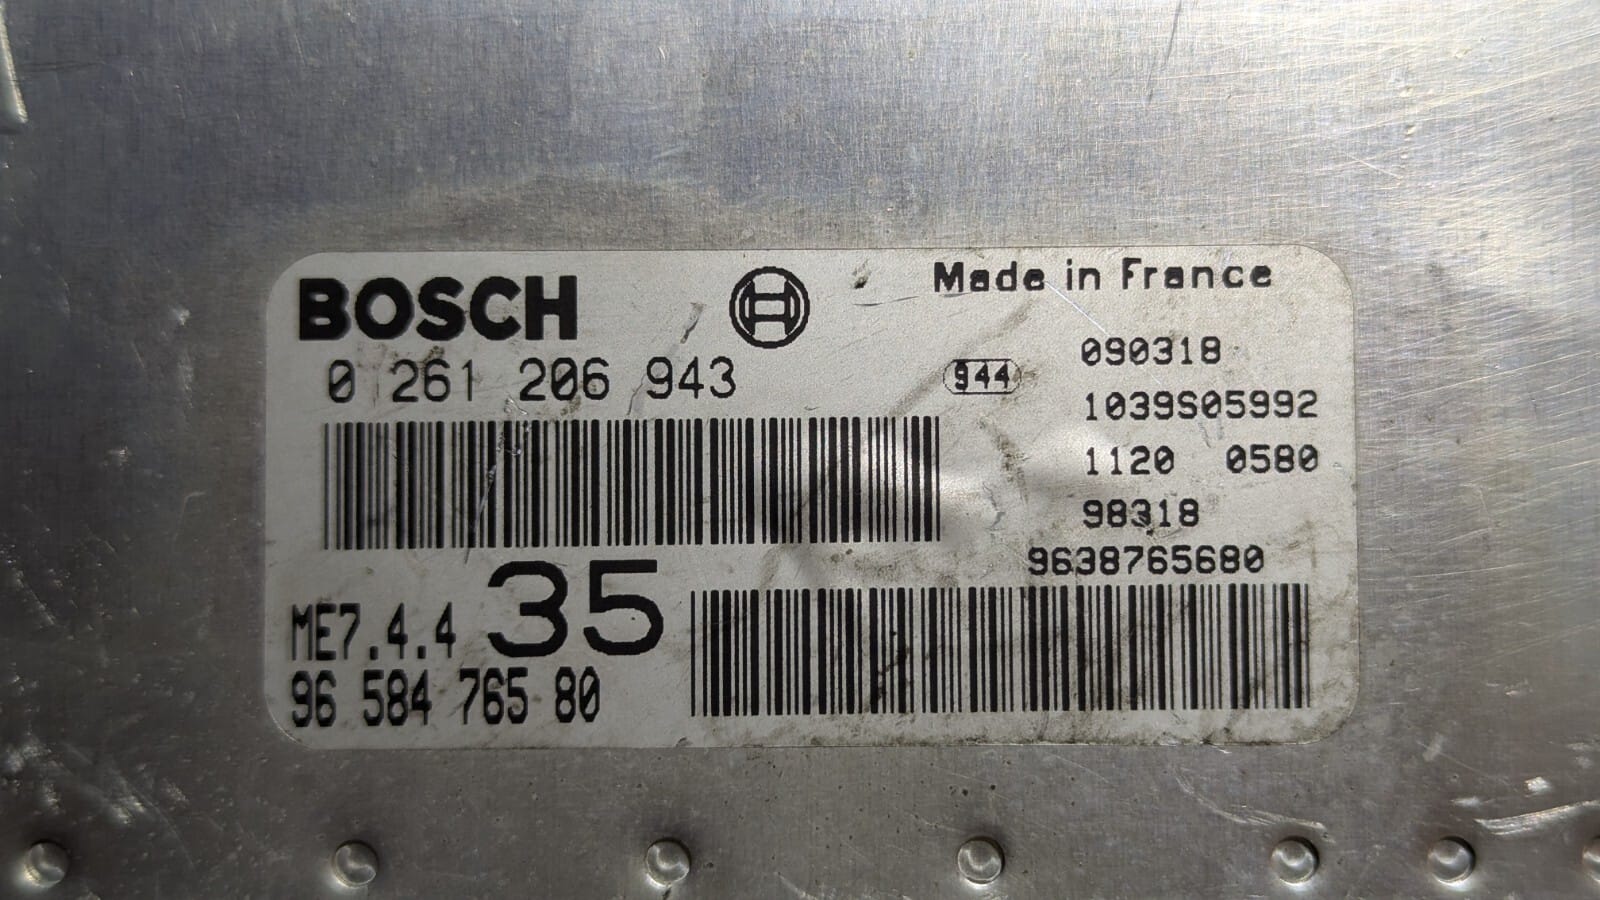 BOSCH
Made in France
0 261 206 943
944
090318
1039S05992
1120 0580
98318
9638765680
ME7.4.4 35
96 584 765 80